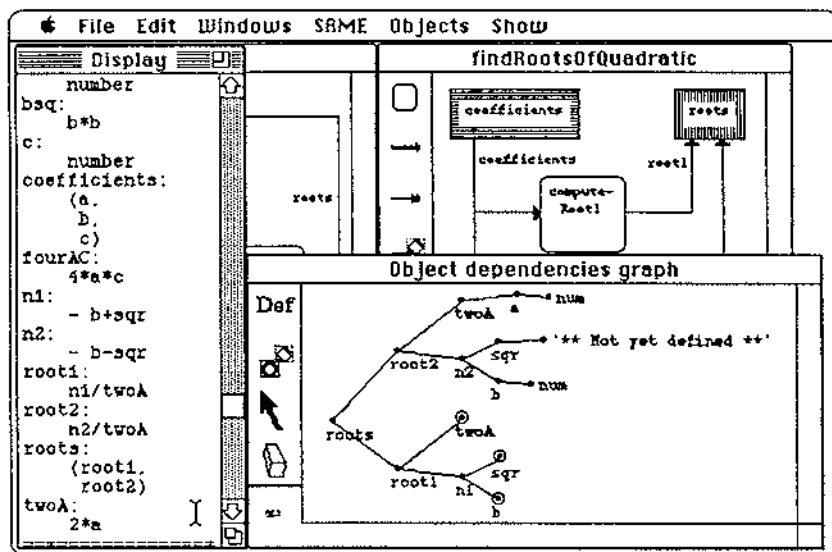 File Edit Windows SRME Objects Show
Display
number
bsq:
b*b
c:
number
coefficients:
(a,
b,
c)
fourAC:
4*a*c
n1:
- b+sqr
n2:
- b-sqr
root1:
n1/twoA
root2:
n2/twoA
roots:
(root1,
root2)
twoA:
2*a
roots
findRootsOfQuadratic
coefficients
roots
coefficients
root1
compute-
Root1
Object dependencies graph
Def
twoA
a
num
root2
n2
sqr
'** Not yet defined **'
b
num
roots
twoA
root1
n1
sqr
b